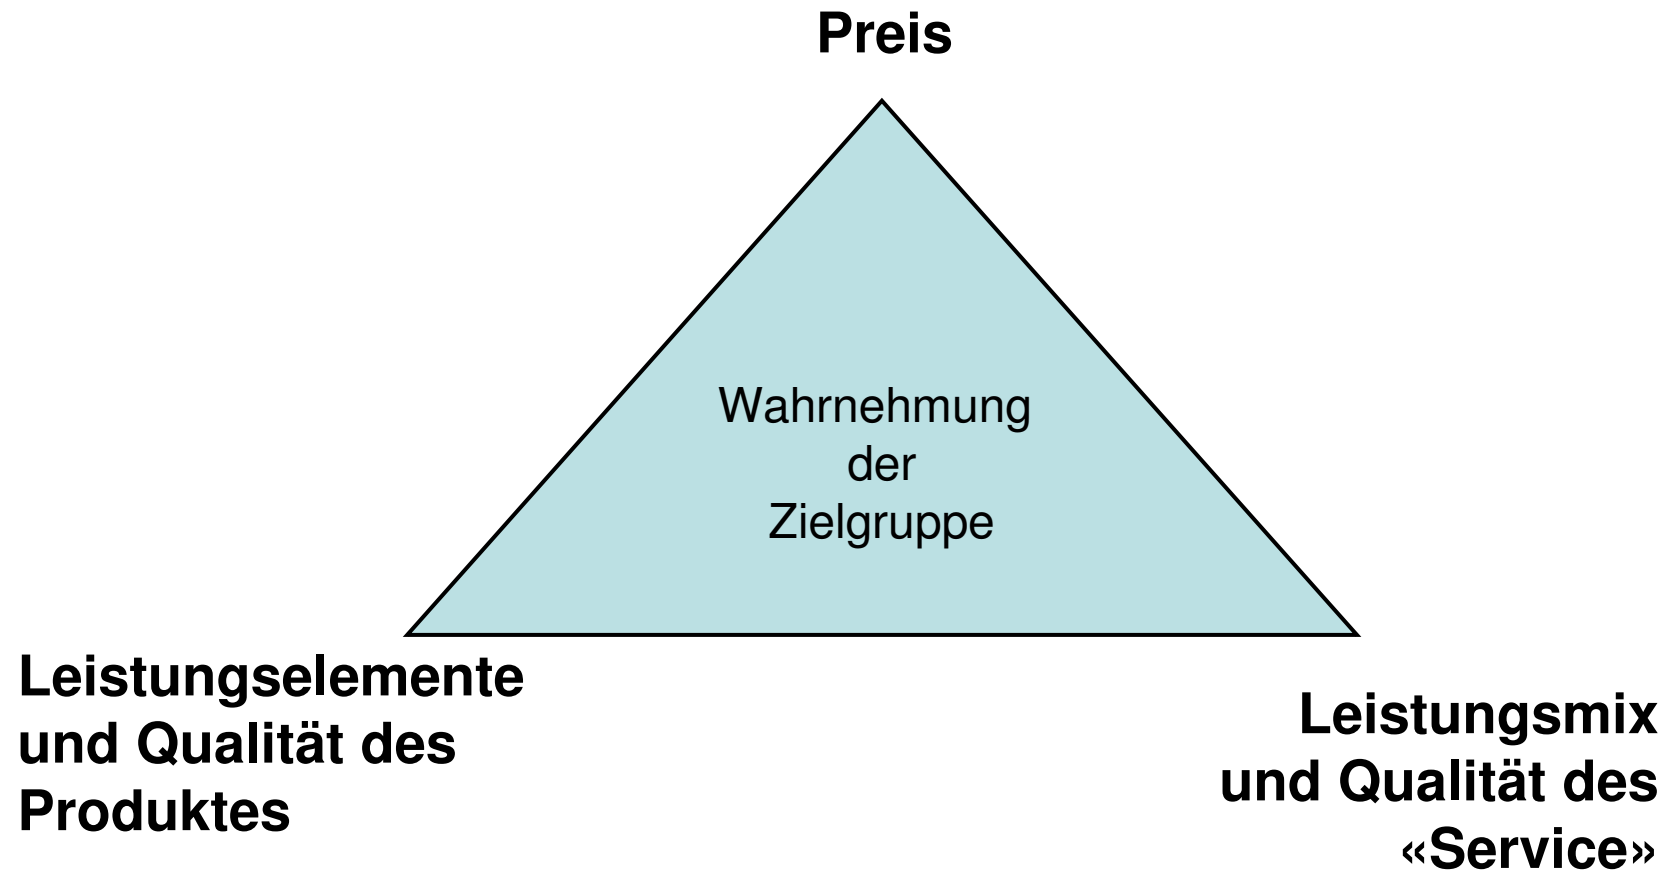 Preis
Wahrnehmung
der
Zielgruppe
Leistungselemente
und Qualität des
Produktes
Leistungsmix
und Qualität des
«Service»